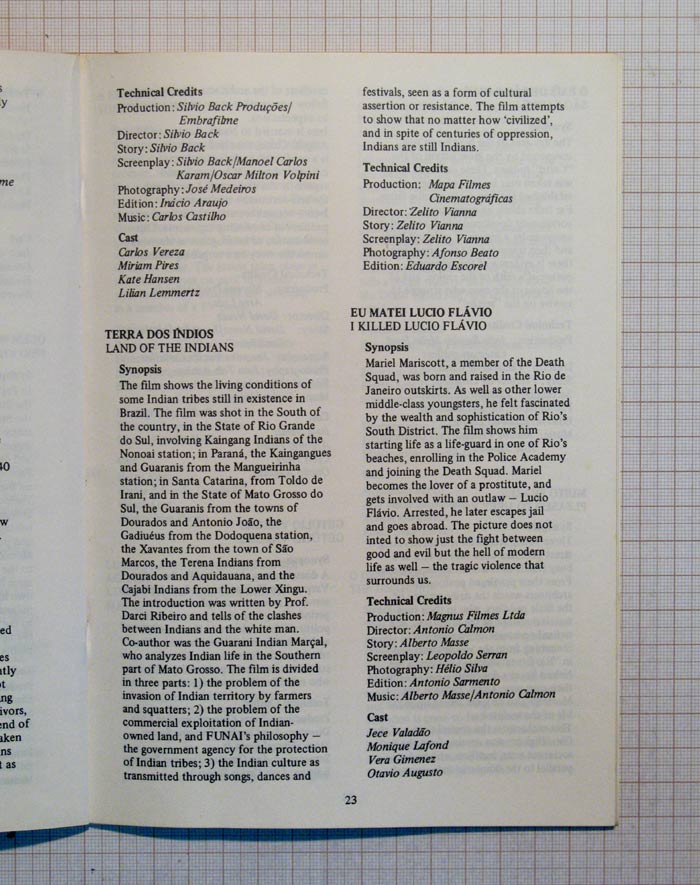 s
ly
me
40
w
.
ed
es
ntly
ot
ng
ivors,
end of
aken
ns
t as
Technical Credits
Production: Silvio Back Produções/
Embrafilme
Director: Silvio Back
Story: Silvio Back
Screenplay: Silvio Back/Manoel Carlos
Karam/Oscar Milton Volpini
Photography: José Medeiros
Edition: Inácio Araujo
Music: Carlos Castilho
Cast
Carlos Vereza
Miriam Pires
Kate Hansen
Lilian Lemmertz
TERRA DOS ÍNDIOS
LAND OF THE INDIANS
Synopsis
The film shows the living conditions of
some Indian tribes still in existence in
Brazil. The film was shot in the South of
the country, in the State of Rio Grande
do Sul, involving Kaingang Indians of the
Nonoai station; in Paraná, the Kaingangues
and Guaranis from the Mangueirinha
station; in Santa Catarina, from Toldo de
Irani, and in the State of Mato Grosso do
Sul, the Guaranis from the towns of
Dourados and Antonio João, the
Gadiuéus from the Dodoquena station,
the Xavantes from the town of São
Marcos, the Terena Indians from
Dourados and Aquidauana, and the
Cajabi Indians from the Lower Xingu.
The introduction was written by Prof.
Darci Ribeiro and tells of the clashes
between Indians and the white man.
Co-author was the Guarani Indian Marçal,
who analyzes Indian life in the Southern
part of Mato Grosso. The film is divided
in three parts: 1) the problem of the
invasion of Indian territory by farmers
and squatters; 2) the problem of the
commercial exploitation of Indian-
owned land, and FUNAI's philosophy —
the government agency for the protection
of Indian tribes; 3) the Indian culture as
transmitted through songs, dances and
festivals, seen as a form of cultural
assertion or resistance. The film attempts
to show that no matter how 'civilized',
and in spite of centuries of oppression,
Indians are still Indians.
Technical Credits
Production: Mapa Filmes
Cinematográficas
Director: Zelito Vianna
Story: Zelito Vianna
Screenplay: Zelito Vianna
Photography: Afonso Beato
Edition: Eduardo Escorel
EU MATEI LUCIO FLÁVIO
I KILLED LUCIO FLÁVIO
Synopsis
Mariel Mariscott, a member of the Death
Squad, was born and raised in the Rio de
Janeiro outskirts. As well as other lower
middle-class youngsters, he felt fascinated
by the wealth and sophistication of Rio's
South District. The film shows him
starting life as a life-guard in one of Rio's
beaches, enrolling in the Police Academy
and joining the Death Squad. Mariel
becomes the lover of a prostitute, and
gets involved with an outlaw — Lucio
Flávio. Arrested, he later escapes jail
and goes abroad. The picture does not
inted to show just the fight between
good and evil but the hell of modern
life as well — the tragic violence that
surrounds us.
Technical Credits
Production: Magnus Filmes Ltda
Director: Antonio Calmon
Story: Alberto Masse
Screenplay: Leopoldo Serran
Photography: Hélio Silva
Edition: Antonio Sarmento
Music: Alberto Masse/Antonio Calmon
Cast
Jece Valadão
Monique Lafond
Vera Gimenez
Otavio Augusto
23